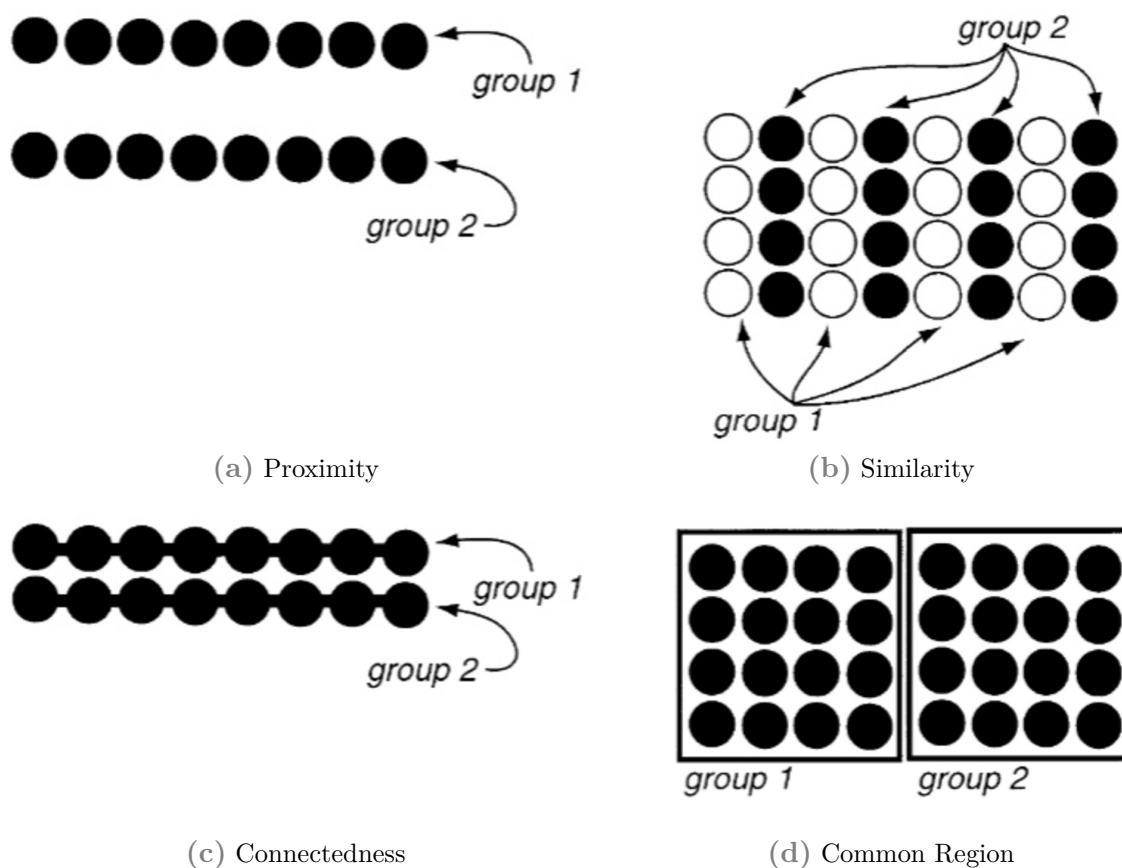 group 1
group 2
(a) Proximity
group 2
group 1
(b) Similarity
group 1
group 2
(c) Connectedness
group 1
group 2
(d) Common Region